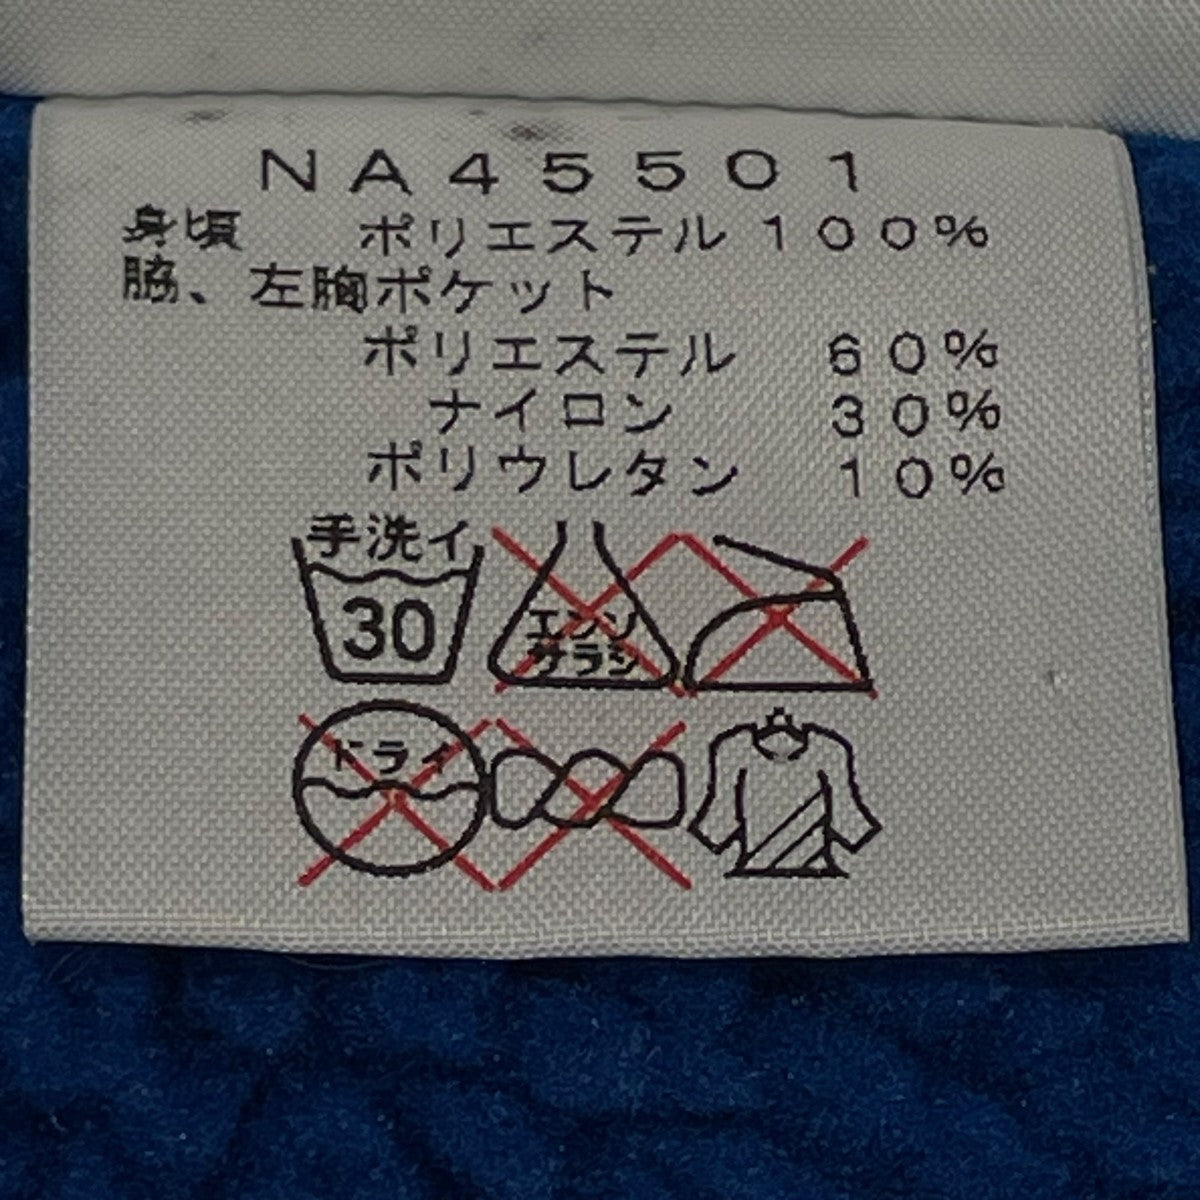 NA45501
身頃 ポリエステル100%
脇、左胸ポケット
ポリエステル 60%
ナイロン 30%
ポリウレタン 10%
手洗イ
30
エンソ
サラシ
ドライ